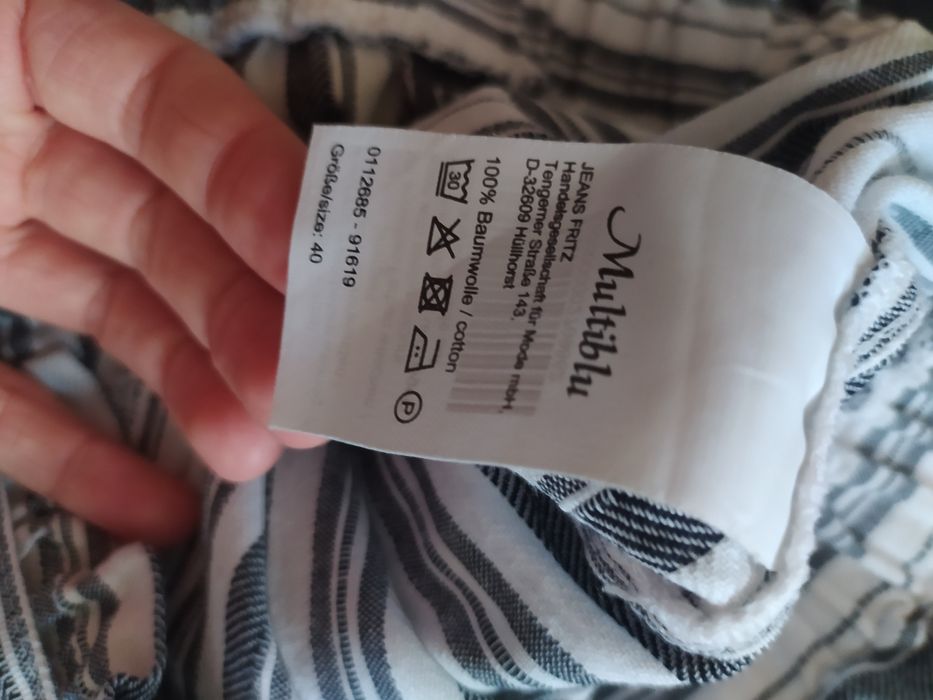 Multiblu
JEANS FRITZ
Handelsgesellschaft für Mode mbH,
Tengerner Straße 143,
D-32609 Hüllhorst
100% Baumwolle / cotton
30
P
0112685 - 91619
Größe/size: 40